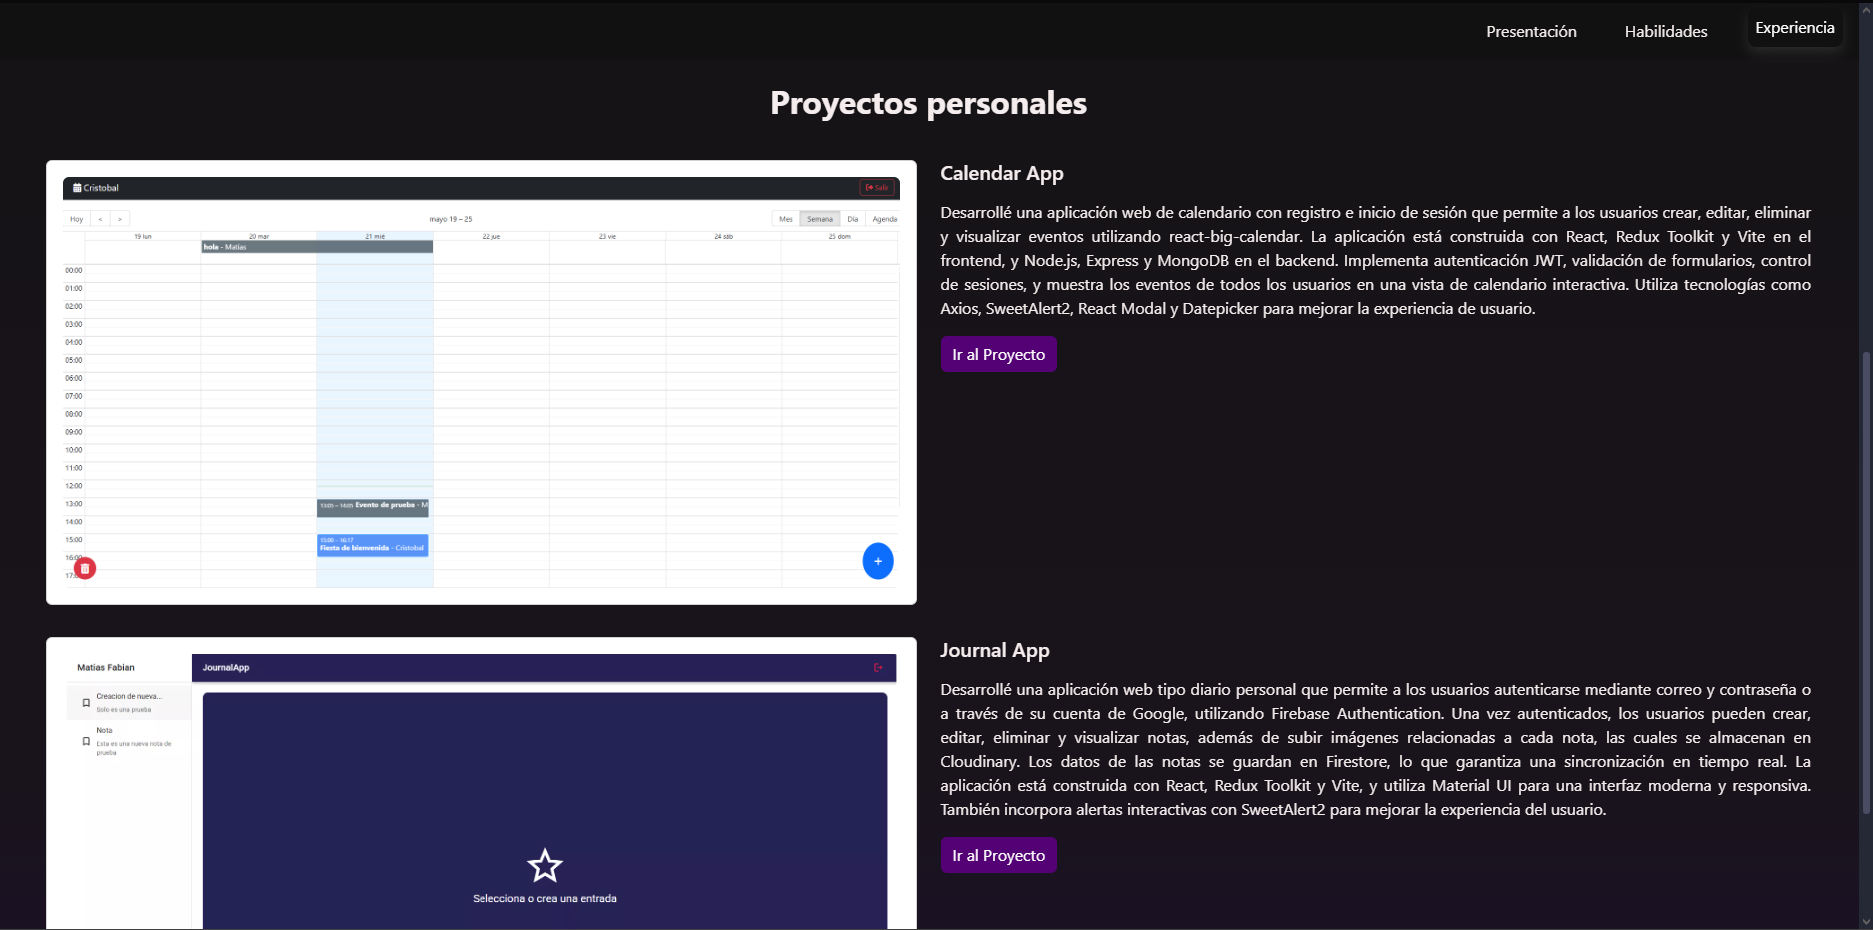 Presentación Habilidades Experiencia
Proyectos personales
Cristobal Salir
Hoy < > mayo 19 – 25 Mes Semana Día Agenda
19 lun 20 mar 21 mié 22 jue 23 vie 24 sáb 25 dom
hola - Matias
00:00
01:00
02:00
03:00
04:00
05:00
06:00
07:00
08:00
09:00
10:00
11:00
12:00
13:00
13:05 – 14:05 Evento de prueba - M
14:00
15:00
15:00 – 16:17
Fiesta de bienvenida - Cristobal
16:00
+
Calendar App
Desarrollé una aplicación web de calendario con registro e inicio de sesión que permite a los usuarios crear, editar, eliminar
y visualizar eventos utilizando react-big-calendar. La aplicación está construida con React, Redux Toolkit y Vite en el
frontend, y Node.js, Express y MongoDB en el backend. Implementa autenticación JWT, validación de formularios, control
de sesiones, y muestra los eventos de todos los usuarios en una vista de calendario interactiva. Utiliza tecnologías como
Axios, SweetAlert2, React Modal y Datepicker para mejorar la experiencia de usuario.
Ir al Proyecto
Matias Fabian
JournalApp
Creacion de nueva...
Solo es una prueba
Nota
Esta es una nueva nota de
prueba
Selecciona o crea una entrada
Journal App
Desarrollé una aplicación web tipo diario personal que permite a los usuarios autenticarse mediante correo y contraseña o
a través de su cuenta de Google, utilizando Firebase Authentication. Una vez autenticados, los usuarios pueden crear,
editar, eliminar y visualizar notas, además de subir imágenes relacionadas a cada nota, las cuales se almacenan en
Cloudinary. Los datos de las notas se guardan en Firestore, lo que garantiza una sincronización en tiempo real. La
aplicación está construida con React, Redux Toolkit y Vite, y utiliza Material UI para una interfaz moderna y responsiva.
También incorpora alertas interactivas con SweetAlert2 para mejorar la experiencia del usuario.
Ir al Proyecto